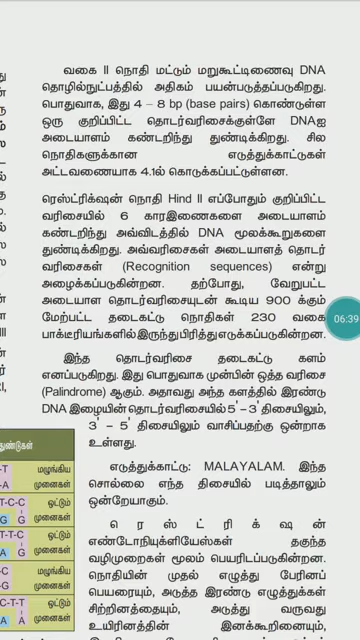 வகை II நொதி மட்டும் மறுகூட்டிணைவு DNA
தொழில்நுட்பத்தில் அதிகம் பயன்படுத்தப்படுகிறது.
பொதுவாக, இது 4 – 8 bp (base pairs) கொண்டுள்ள
ஒரு குறிப்பிட்ட தொடர்வரிசைக்குள்ளே DNAஐ
அடையாளம் கண்டறிந்து துண்டிக்கிறது. சில
நொதிகளுக்கான எடுத்துக்காட்டுகள்
அட்டவணையாக 4.1ல் கொடுக்கப்பட்டுள்ளன.
ரெஸ்ட்ரிக்‌ஷன் நொதி Hind II எப்போதும் குறிப்பிட்ட
வரிசையில் 6 காரஇணைகளை அடையாளம்
கண்டறிந்து அவ்விடத்தில் DNA மூலக்கூறுகளை
துண்டிக்கிறது. அவ்வரிசைகள் அடையாளத் தொடர்
வரிசைகள் (Recognition sequences) என்று
அழைக்கப்படுகின்றன. தற்போது, வேறுபட்ட
அடையாள தொடர்வரிசையுடன் கூடிய 900 க்கும்
மேற்பட்ட தடைகட்டு நொதிகள் 230 வகை
பாக்டீரியங்களில்இருந்துபிரித்துஎடுக்கப்படுகின்றன.
06:39
இந்த தொடர்வரிசை தடைகட்டு களம்
எனப்படுகிறது. இது பொதுவாக முன்பின் ஒத்த வரிசை
(Palindrome) ஆகும். அதாவது அந்த களத்தில் இரண்டு
DNA இழையின் தொடர்வரிசையில் 5' – 3' திசையிலும்,
3' – 5' திசையிலும் வாசிப்பதற்கு ஒன்றாக
உள்ளது.
எடுத்துக்காட்டு: MALAYALAM. இந்த
சொல்லை எந்த திசையில் படித்தாலும்
ஒன்றேயாகும்.
ரெஸ்ட்ரிக்‌ஷன்
எண்டோநியுக்ளியேஸ்கள் தகுந்த
வழிமுறைகள் மூலம் பெயரிடப்படுகின்றன.
நொதியின் முதல் எழுத்து பேரினப்
பெயரையும், அடுத்த இரண்டு எழுத்துக்கள்
சிற்றினத்தையும், அடுத்து வருவது
உயிரினத்தின் இனக்கூறினையும்,
துண்டுகள்
-T மழுங்கிய
-A முனைகள்
T-C-C ஒட்டும்
G G முனைகள்
T-T-C ஒட்டும்
A G முனைகள்
-C மழுங்கிய
-G முனைகள்
C-T-T ஒட்டும்
A A முனைகள்